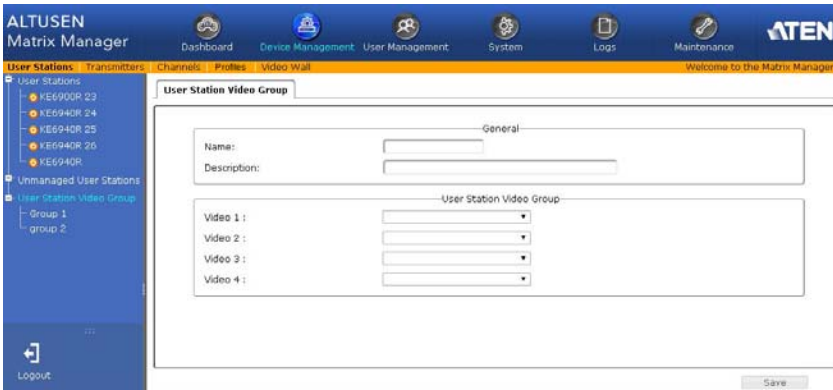 ALTUSEN
Matrix Manager
Dashboard
Device Management
User Management
System
Logs
Maintenance
ATEN
User Stations
Transmitters
Channels
Profiles
Video Wall
Welcome to the Matrix Manager
User Stations
KE6900R 23
KE6940R 24
KE6940R 25
KE6940R 26
KE6940R
Unmanaged User Stations
User Station Video Group
Group 1
group 2
Logout
User Station Video Group
General
Name:
Description:
User Station Video Group
Video 1 :
Video 2 :
Video 3 :
Video 4 :
Save